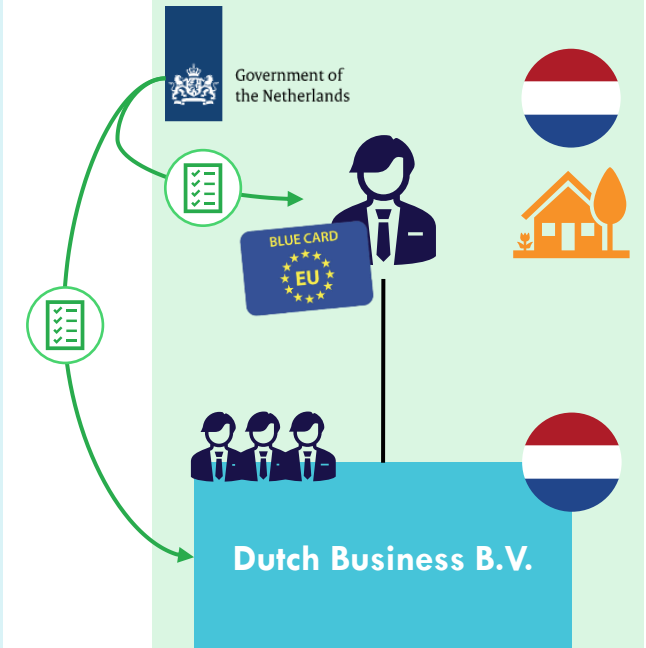 Government of
the Netherlands
BLUE CARD
EU
Dutch Business B.V.